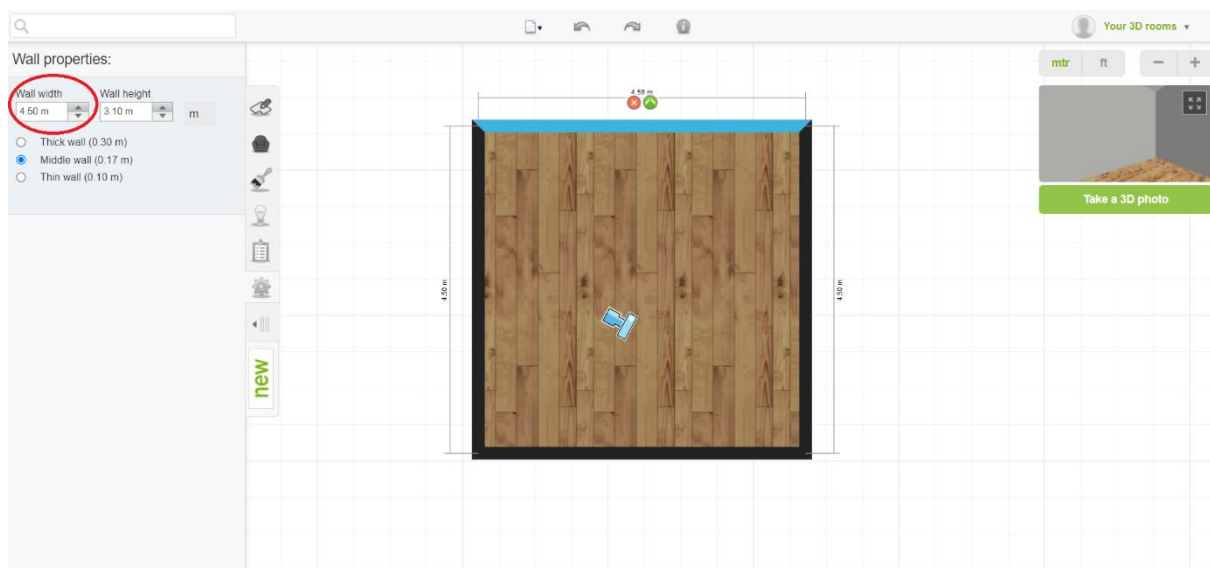 Your 3D rooms
Wall properties:
mtr ft
Wall width Wall height
4.50 m 3.10 m m
4.50 m
Thick wall (0.30 m)
Middle wall (0.17 m)
Thin wall (0.10 m)
Take a 3D photo
4.50 m
4.50 m
new